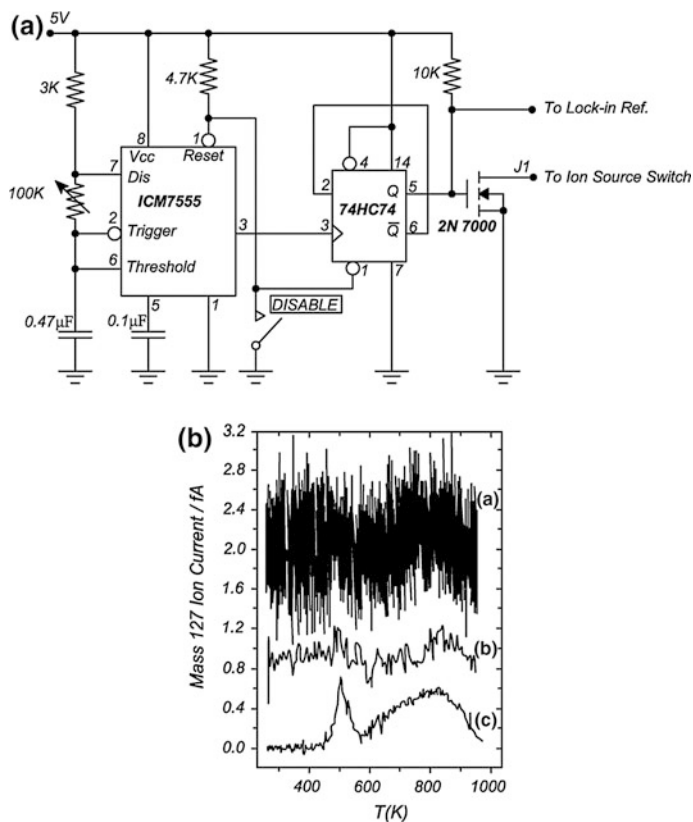 (a)
5V
3K
4.7K
10K
To Lock-in Ref.
8
1
4
14
Vcc
Reset
7
Dis
ICM7555
100K
2
Q
5
J1
To Ion Source Switch
2
Trigger
3
3
74HC74
Q
6
2N 7000
6
Threshold
1
7
5
1
DISABLE
0.47μF
0.1μF
(b)
3.2
2.8
2.4
2.0
1.6
1.2
0.8
0.4
0.0
Mass 127 Ion Current / fA
(a)
(b)
(c)
400
600
800
1000
T(K)